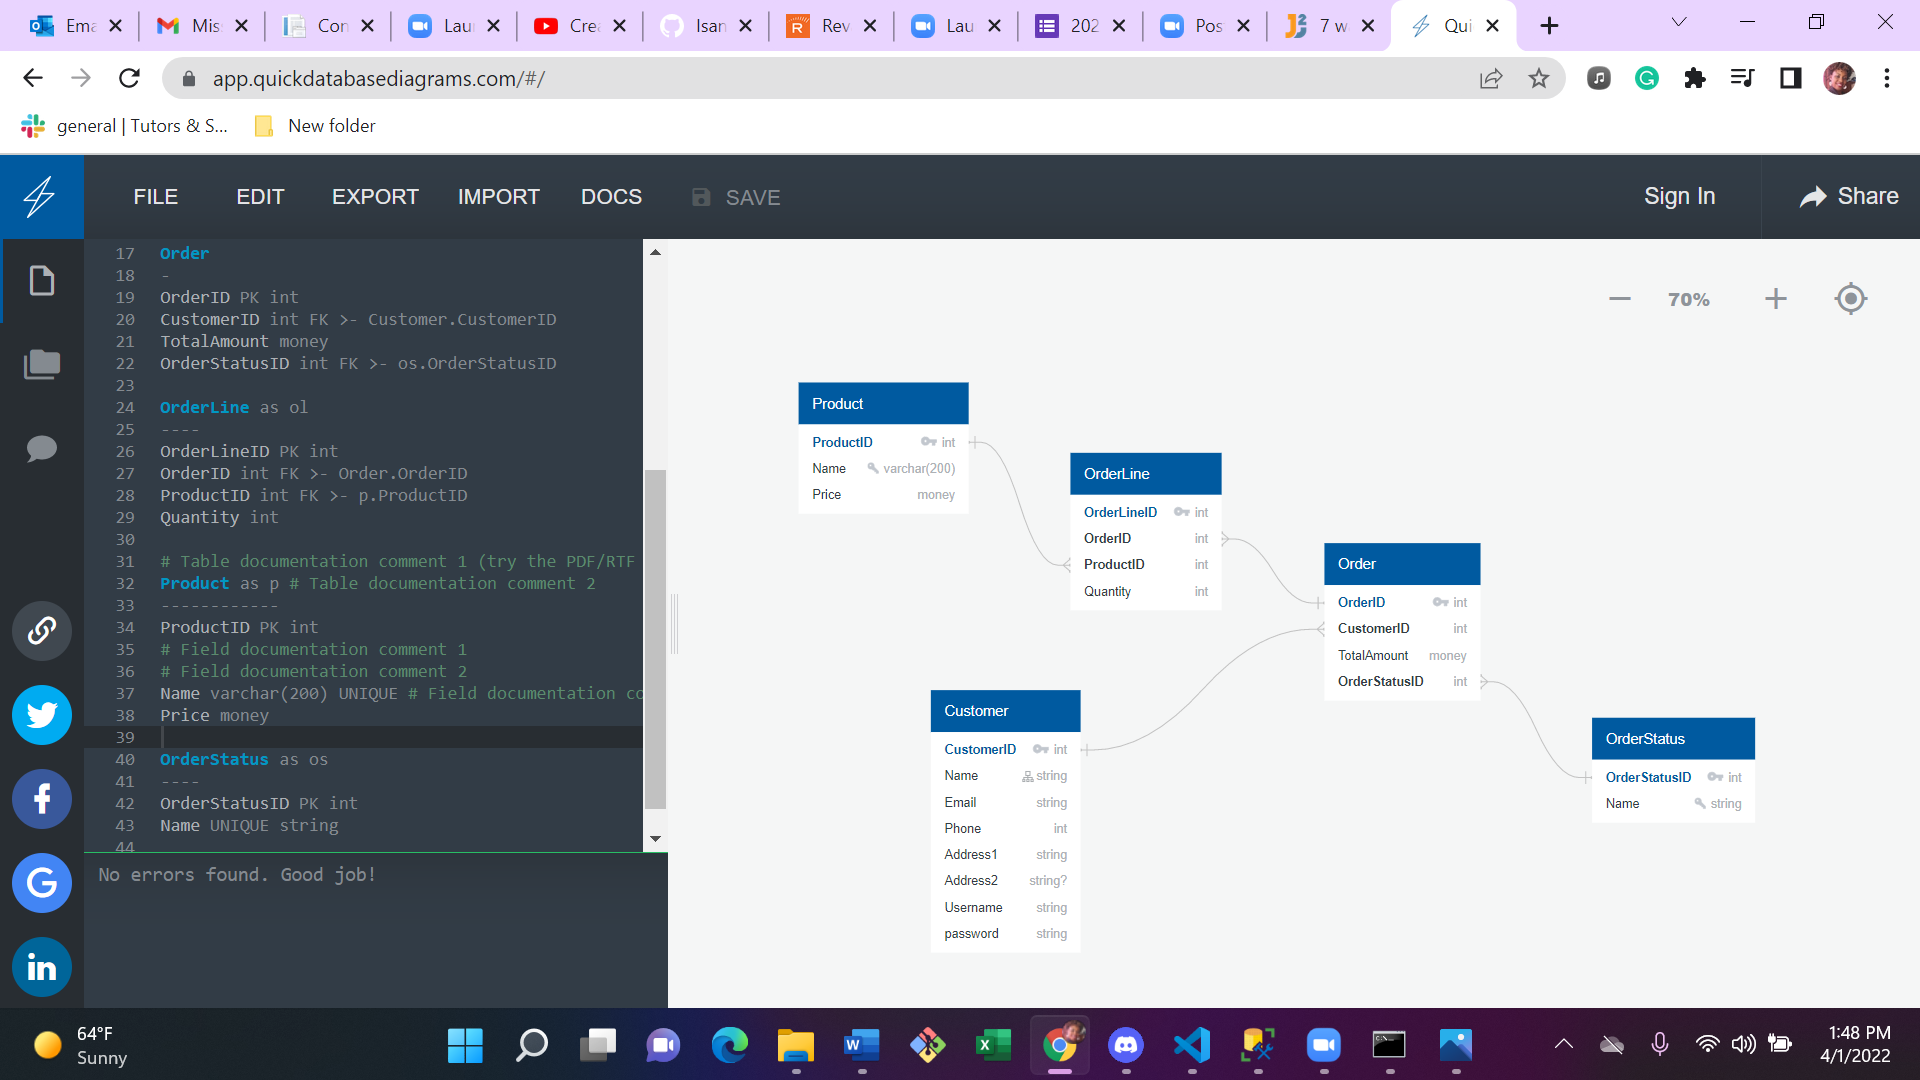 Ema
Mis
Con
Lau
Crea
Isan
Rev
Lau
202
Pos
7 w
Qui
app.quickdatabasediagrams.com/#/
general | Tutors & S...
New folder
FILE EDIT EXPORT IMPORT DOCS SAVE
Sign In
Share
17 Order
18 -
19 OrderID PK int
20 CustomerID int FK >- Customer.CustomerID
21 TotalAmount money
22 OrderStatusID int FK >- os.OrderStatusID
23
24 OrderLine as ol
25 ----
26 OrderLineID PK int
27 OrderID int FK >- Order.OrderID
28 ProductID int FK >- p.ProductID
29 Quantity int
30
31 # Table documentation comment 1 (try the PDF/RTF
32 Product as p # Table documentation comment 2
33 ------------
34 ProductID PK int
35 # Field documentation comment 1
36 # Field documentation comment 2
37 Name varchar(200) UNIQUE # Field documentation co
38 Price money
39
40 OrderStatus as os
41 ----
42 OrderStatusID PK int
43 Name UNIQUE string
44
No errors found. Good job!
70%
Product
ProductID int
Name varchar(200)
Price money
OrderLine
OrderLineID int
OrderID int
ProductID int
Quantity int
Order
OrderID int
CustomerID int
TotalAmount money
OrderStatusID int
Customer
CustomerID int
Name string
Email string
Phone int
Address1 string
Address2 string?
Username string
password string
OrderStatus
OrderStatusID int
Name string
64°F
Sunny
1:48 PM
4/1/2022